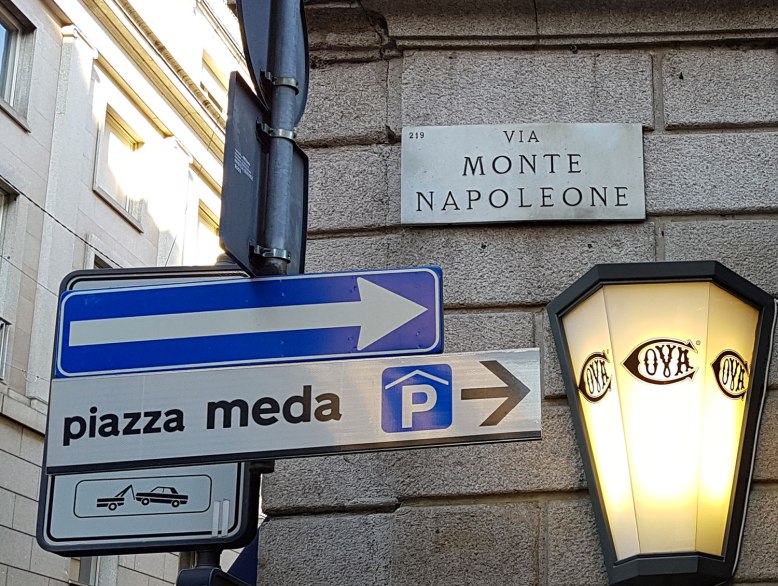 219
VIA
MONTE
NAPOLEONE
piazza meda P
COVA
COVA
COVA